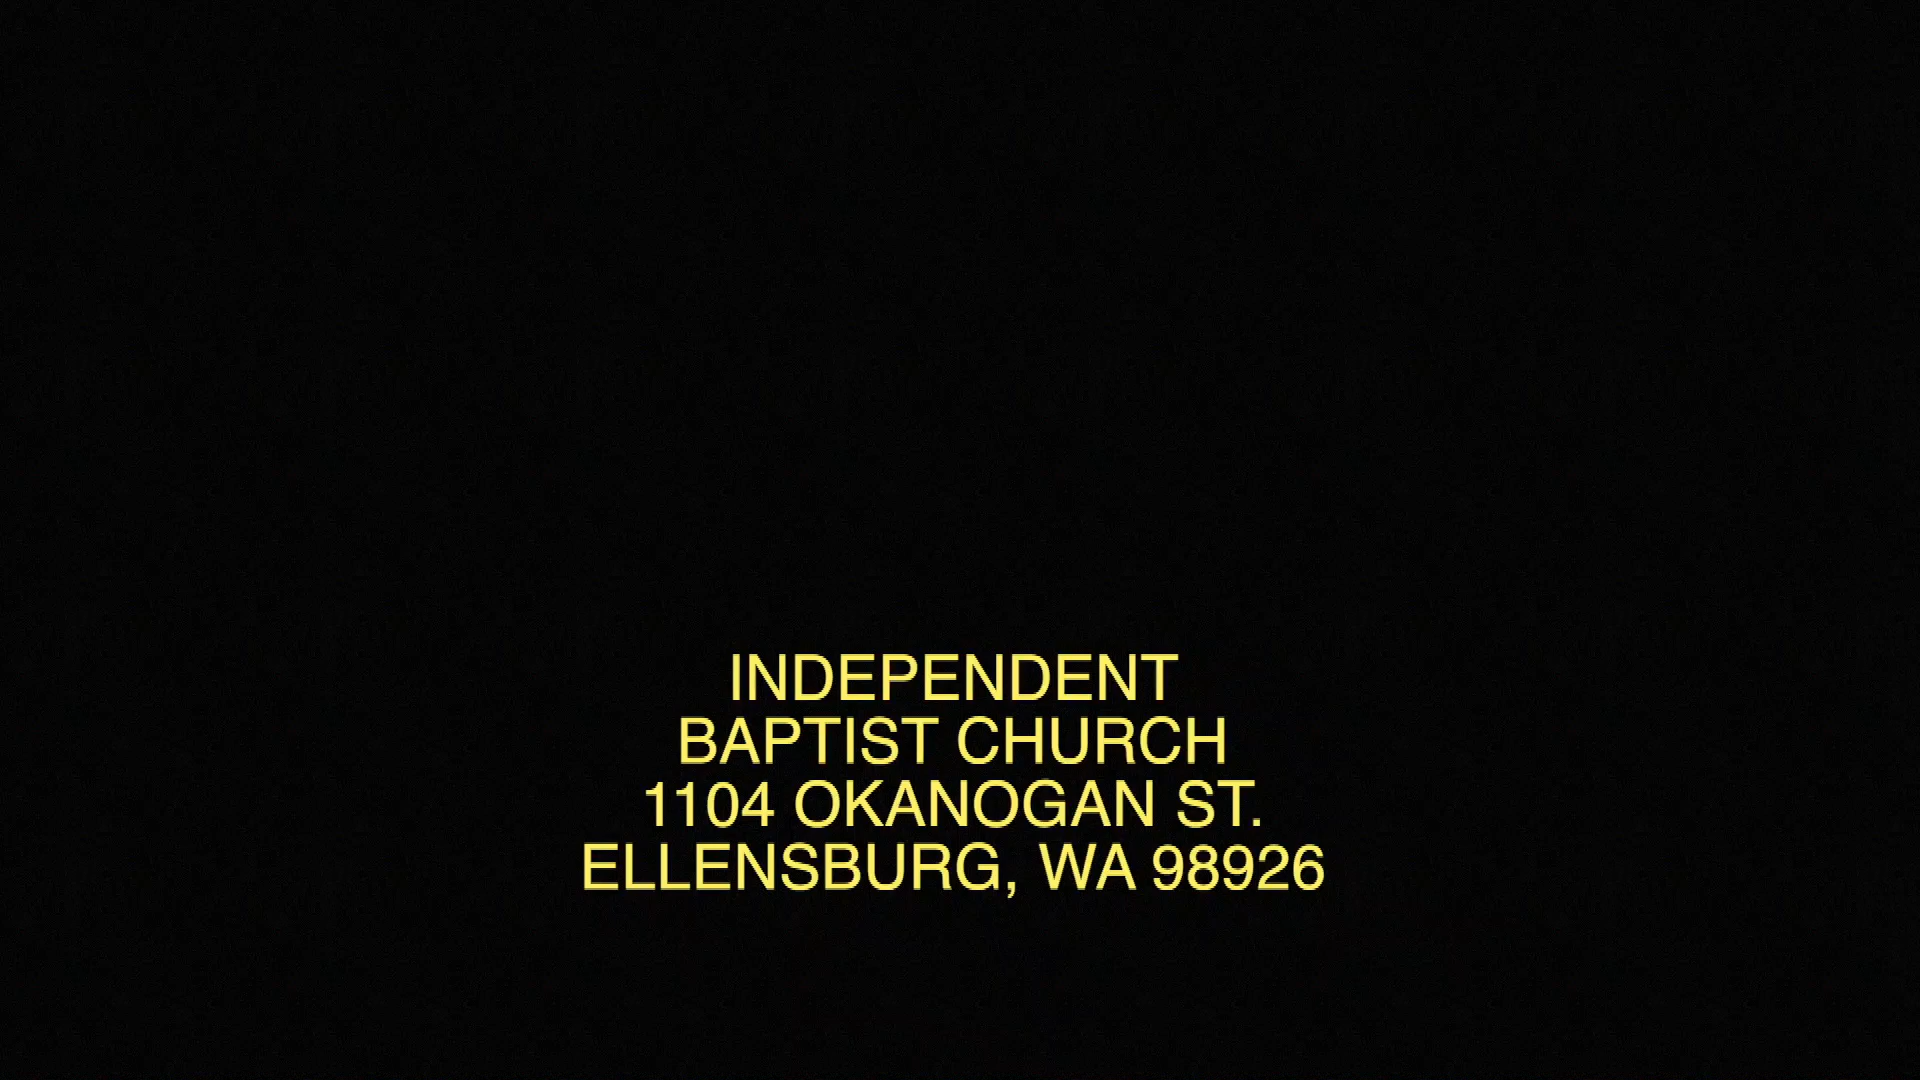 INDEPENDENT
BAPTIST CHURCH
1104 OKANOGAN ST.
ELLENSBURG, WA 98926